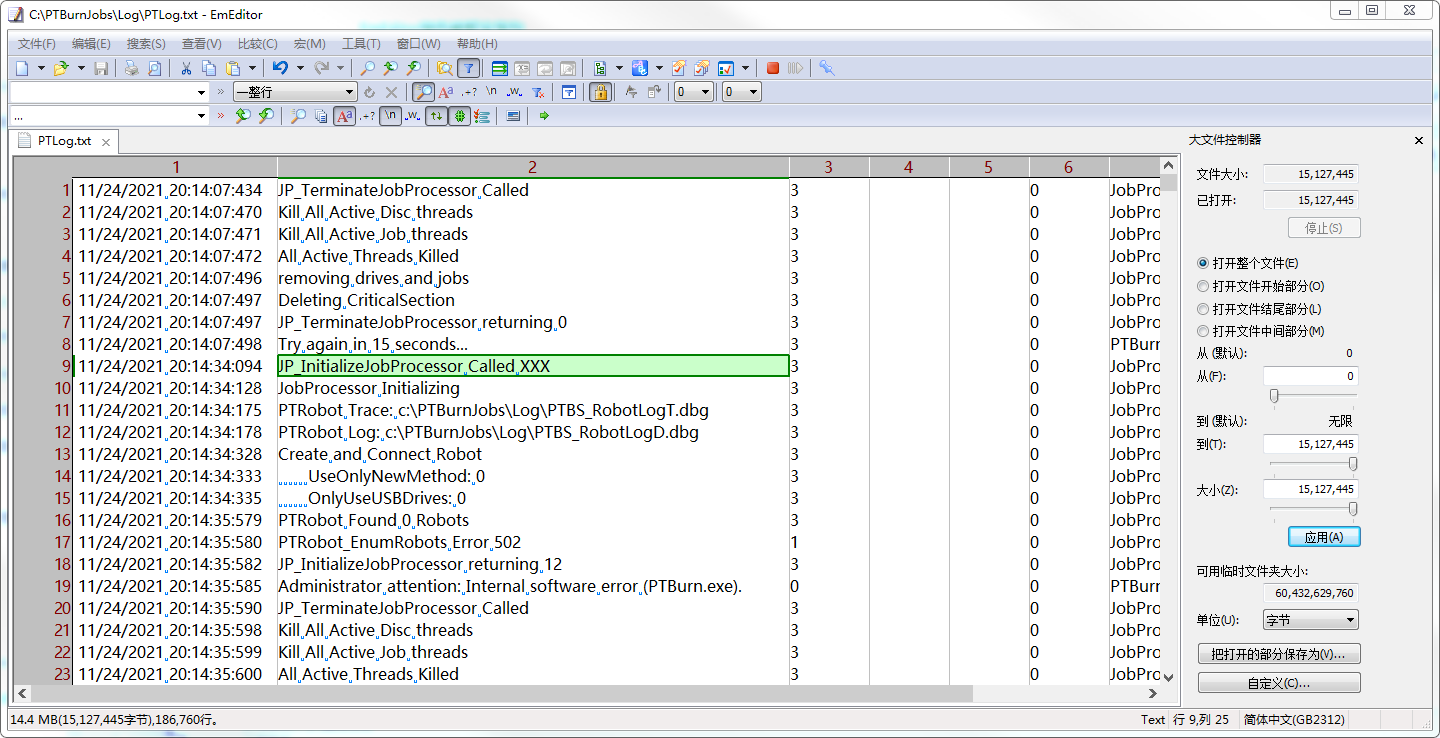 C:\PTBurnJobs\Log\PTLog.txt - EmEditor
文件(F) 编辑(E) 搜索(S) 查看(V) 比较(C) 宏(M) 工具(T) 窗口(W) 帮助(H)
» 一整行 Aa .+? \n .w. 0 0
... » Aa .+? \n .w.
PTLog.txt
大文件控制器
1 2 3 4 5 6
1 11/24/2021 20:14:07:434 JP_TerminateJobProcessor Called 3 0 JobPro
2 11/24/2021 20:14:07:470 Kill All Active Disc threads 3 0 JobPro
3 11/24/2021 20:14:07:471 Kill All Active Job threads 3 0 JobPro
4 11/24/2021 20:14:07:472 All Active Threads Killed 3 0 JobPro
5 11/24/2021 20:14:07:496 removing drives and jobs 3 0 JobPro
6 11/24/2021 20:14:07:497 Deleting CriticalSection 3 0 JobPro
7 11/24/2021 20:14:07:497 JP_TerminateJobProcessor returning 0 3 0 JobPro
8 11/24/2021 20:14:07:498 Try again in 15 seconds... 3 0 PTBurn
9 11/24/2021 20:14:34:094 JP_InitializeJobProcessor Called XXX 3 0 JobPro
10 11/24/2021 20:14:34:128 JobProcessor Initializing 3 0 JobPro
11 11/24/2021 20:14:34:175 PTRobot Trace: c:\PTBurnJobs\Log\PTBS_RobotLogT.dbg 3 0 JobPro
12 11/24/2021 20:14:34:178 PTRobot Log: c:\PTBurnJobs\Log\PTBS_RobotLogD.dbg 3 0 JobPro
13 11/24/2021 20:14:34:328 Create and Connect Robot 3 0 JobPro
14 11/24/2021 20:14:34:333 UseOnlyNewMethod: 0 3 0 JobPro
15 11/24/2021 20:14:34:335 OnlyUseUSBDrives: 0 3 0 JobPro
16 11/24/2021 20:14:35:579 PTRobot Found 0 Robots 3 0 JobPro
17 11/24/2021 20:14:35:580 PTRobot_EnumRobots Error 502 1 0 JobPro
18 11/24/2021 20:14:35:582 JP_InitializeJobProcessor returning 12 3 0 JobPro
19 11/24/2021 20:14:35:585 Administrator attention: Internal software error (PTBurn.exe). 0 0 PTBurn
20 11/24/2021 20:14:35:590 JP_TerminateJobProcessor Called 3 0 JobPro
21 11/24/2021 20:14:35:598 Kill All Active Disc threads 3 0 JobPro
22 11/24/2021 20:14:35:599 Kill All Active Job threads 3 0 JobPro
23 11/24/2021 20:14:35:600 All Active Threads Killed 3 0 JobPro
文件大小: 15,127,445
已打开: 15,127,445
停止(S)
打开整个文件(E)
打开文件开始部分(O)
打开文件结尾部分(L)
打开文件中间部分(M)
从 (默认): 0
从(F): 0
到 (默认): 无限
到(T): 15,127,445
大小(Z): 15,127,445
应用(A)
可用临时文件夹大小:
60,432,629,760
单位(U): 字节
把打开的部分保存为(V)...
自定义(C)...
14.4 MB(15,127,445字节),186,760行。 Text 行 9,列 25 简体中文(GB2312)